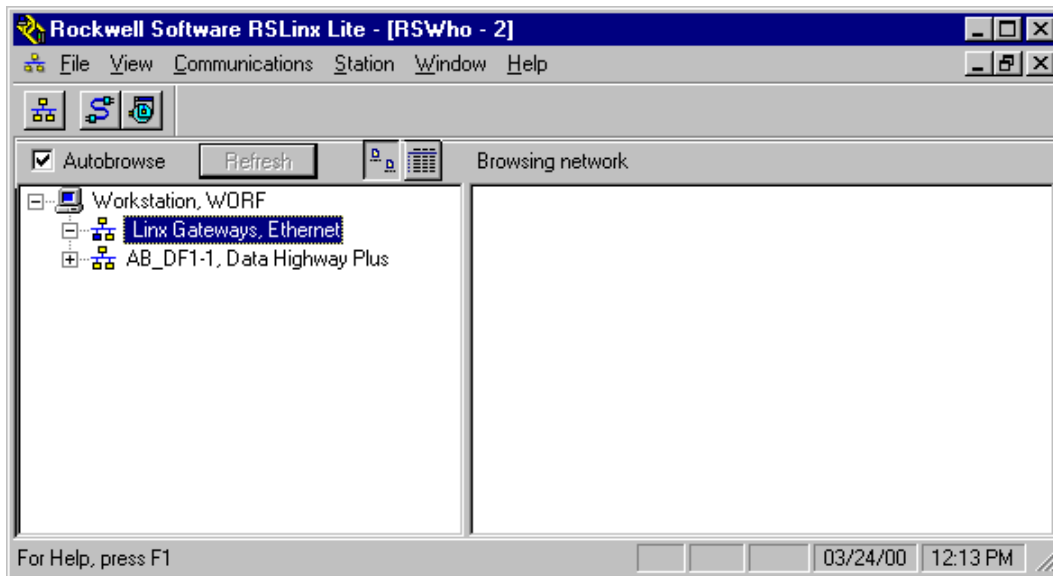 Rockwell Software RSLinx Lite - [RSWho - 2]
File View Communications Station Window Help
Autobrowse Refresh Browsing network
Workstation, WORF
Linx Gateways, Ethernet
AB_DF1-1, Data Highway Plus
For Help, press F1 03/24/00 12:13 PM